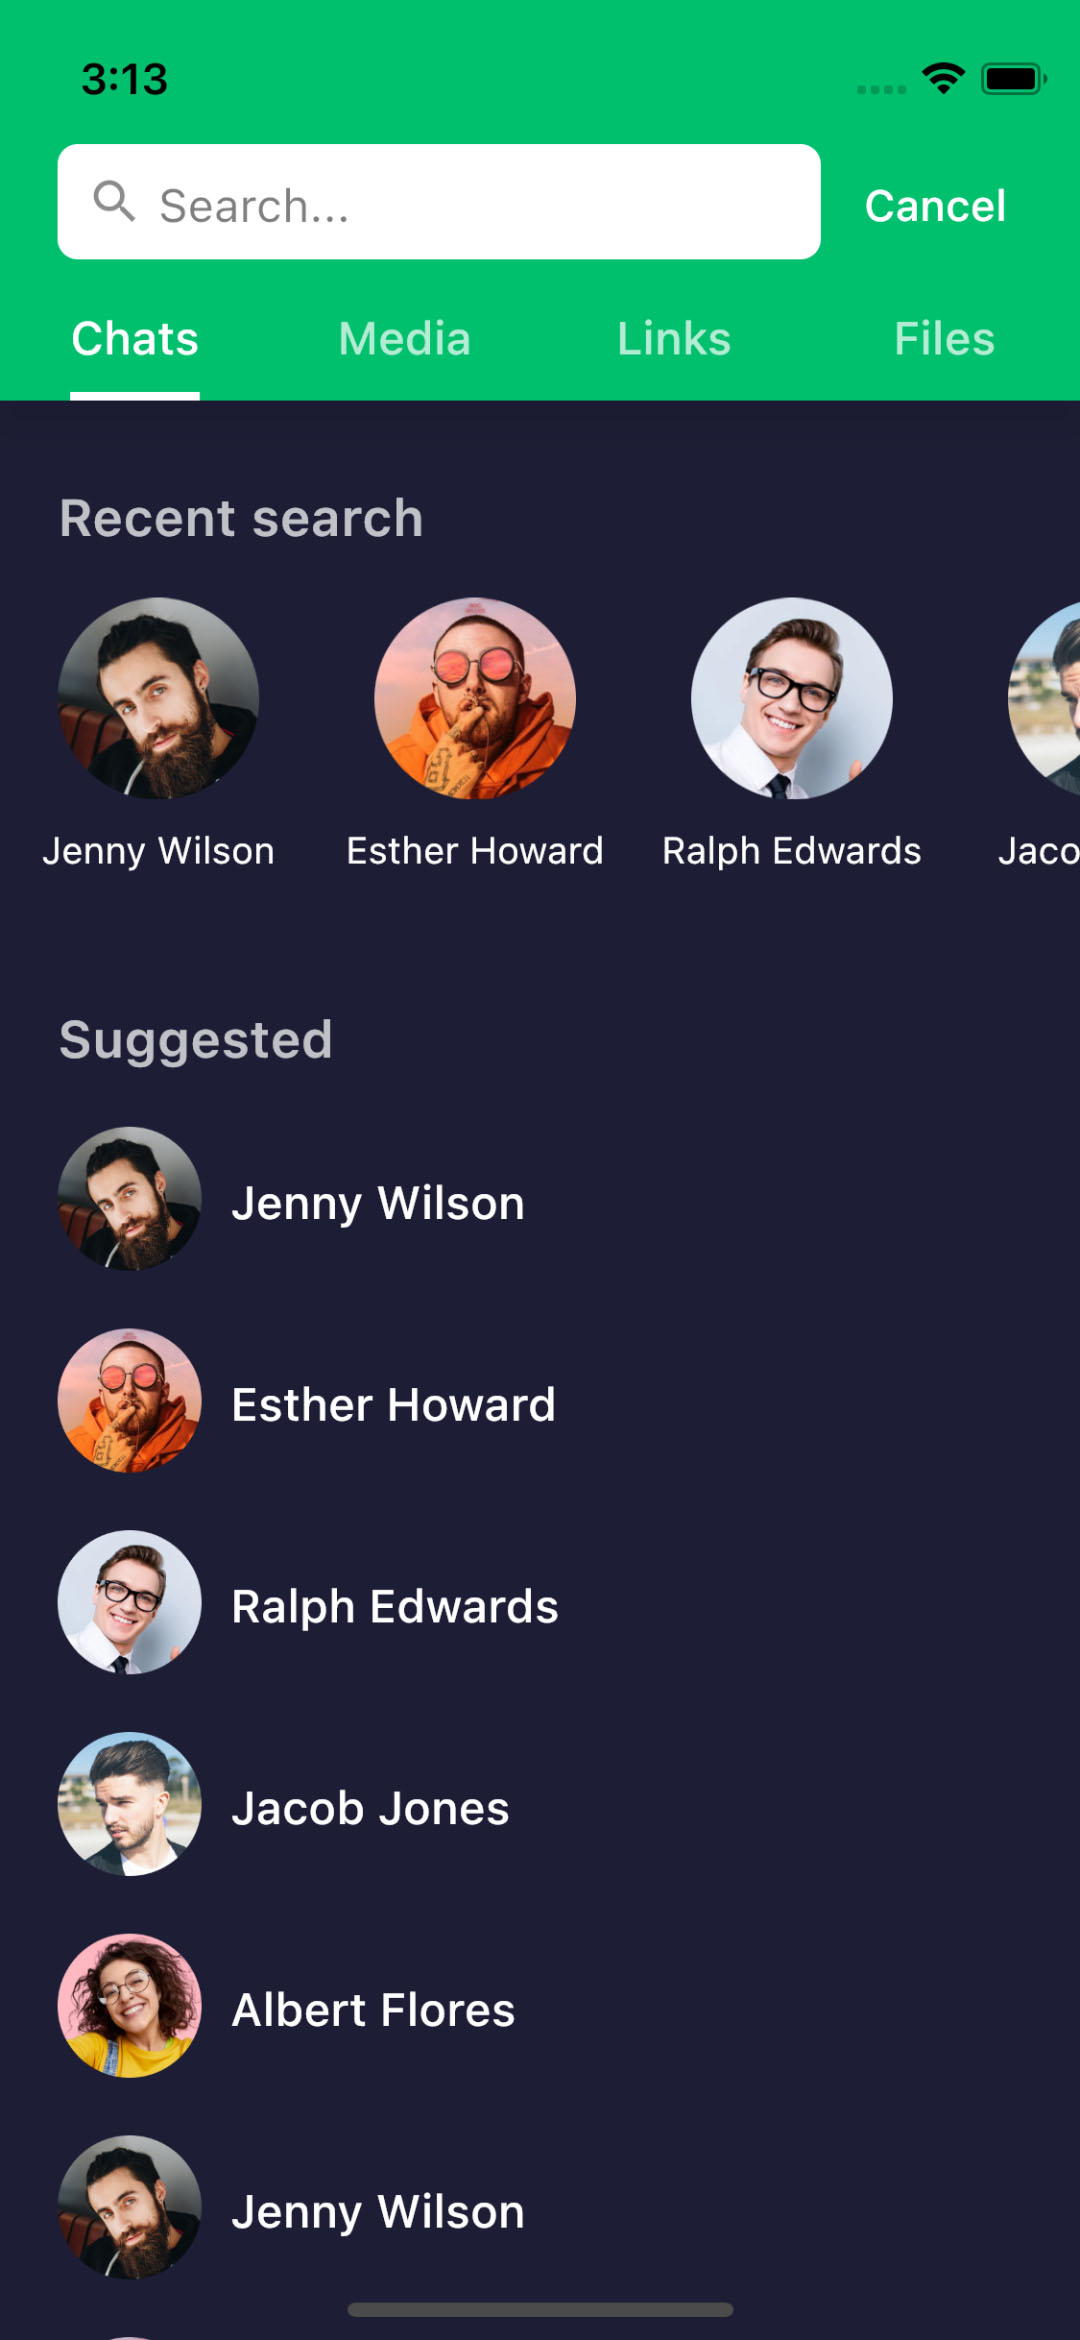 3:13
Search...
Cancel
Chats Media Links Files
Recent search
Jenny Wilson Esther Howard Ralph Edwards Jaco
Suggested
Jenny Wilson
Esther Howard
Ralph Edwards
Jacob Jones
Albert Flores
Jenny Wilson